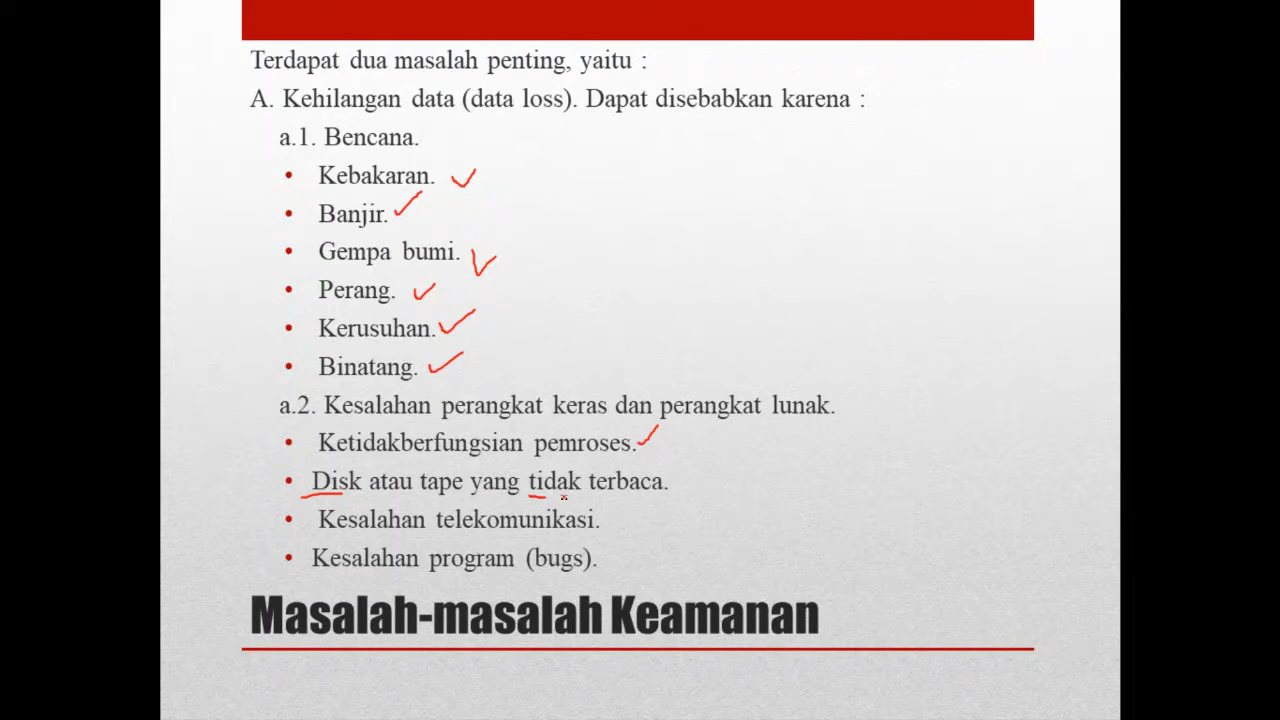 Terdapat dua masalah penting, yaitu :
A. Kehilangan data (data loss). Dapat disebabkan karena :
a.1. Bencana.
• Kebakaran.
• Banjir.
• Gempa bumi.
• Perang.
• Kerusuhan.
• Binatang.
a.2. Kesalahan perangkat keras dan perangkat lunak.
• Ketidakberfungsian pemroses.
• Disk atau tape yang tidak terbaca.
• Kesalahan telekomunikasi.
• Kesalahan program (bugs).
Masalah-masalah Keamanan